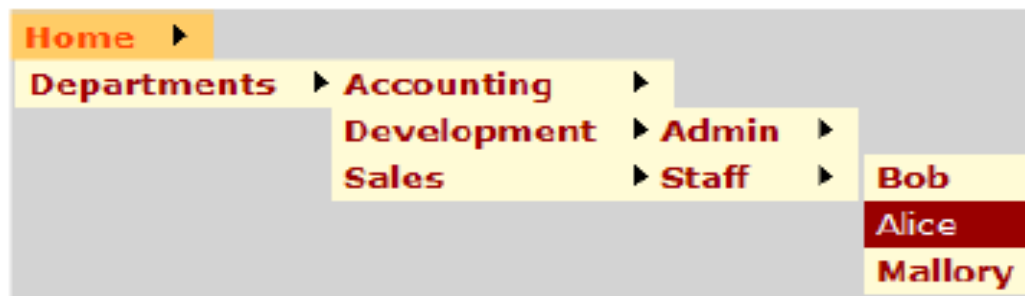 Home
Departments Accounting
Development Admin
Sales Staff Bob
Alice
Mallory